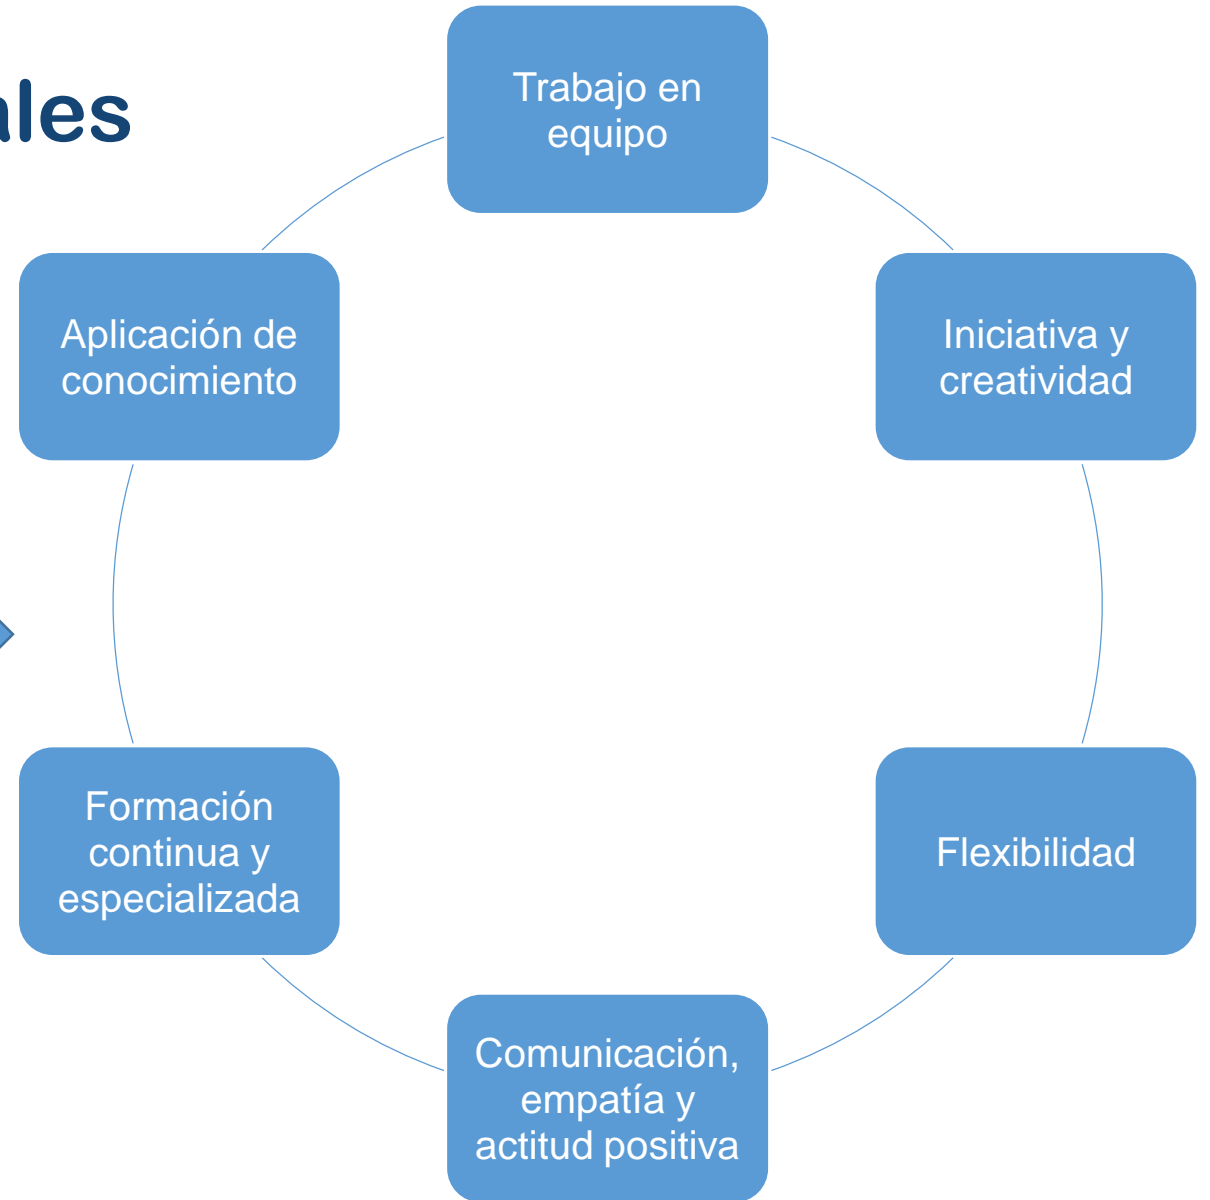 ales
Trabajo en
equipo
Aplicación de
conocimiento
Iniciativa y
creatividad
Formación
continua y
especializada
Flexibilidad
Comunicación,
empatía y
actitud positiva